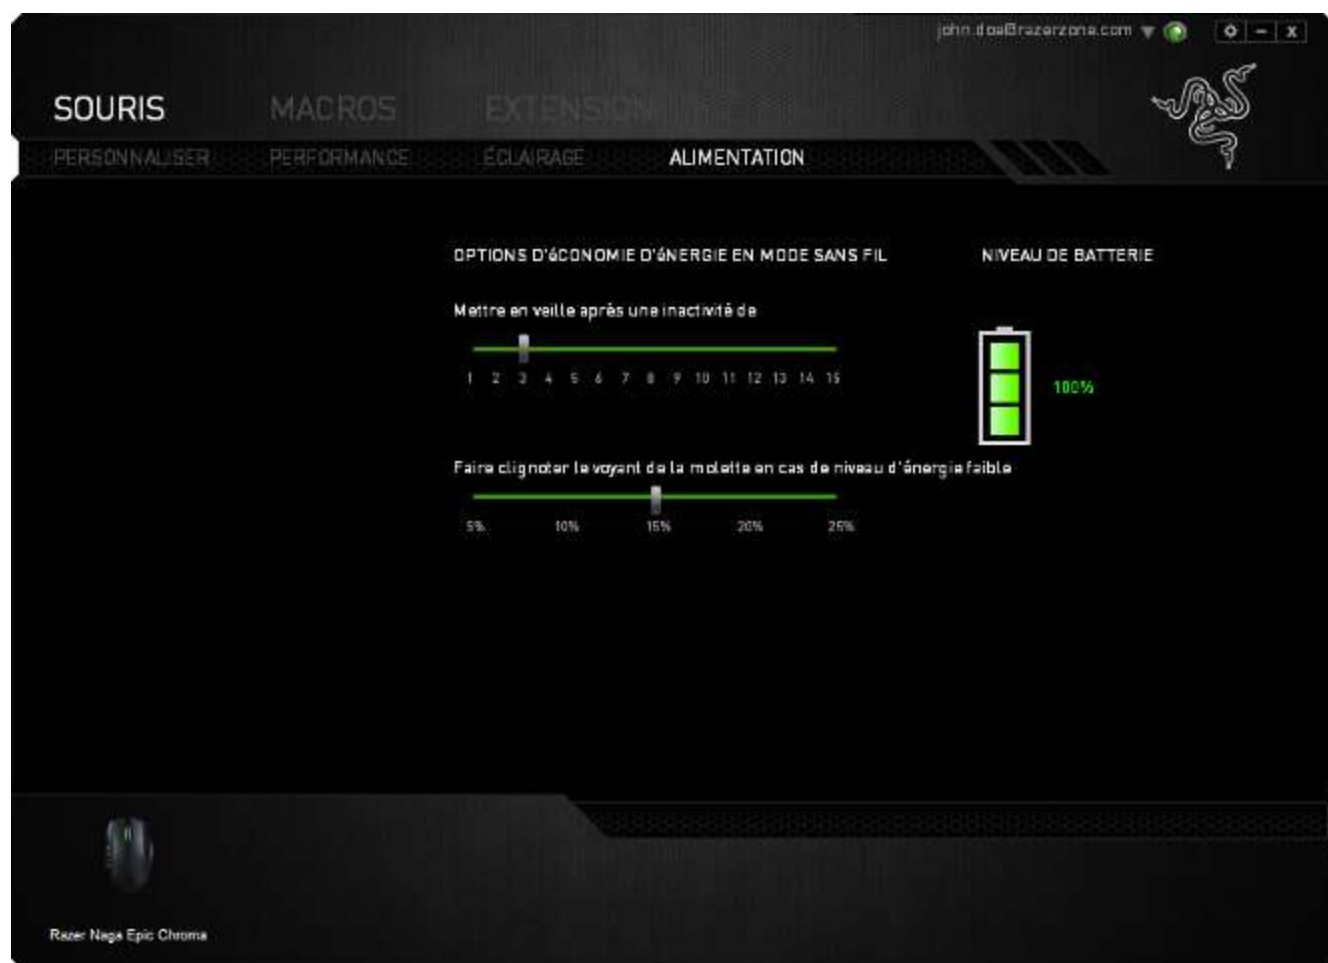 john.doe@razerzone.com
SOURIS MACROS EXTENSION
PERSONNALISER PERFORMANCE ÉCLAIRAGE ALIMENTATION
OPTIONS D'éCONOMIE D'éNERGIE EN MODE SANS FIL NIVEAU DE BATTERIE
Mettre en veille après une inactivité de
1 2 3 4 5 6 7 8 9 10 11 12 13 14 15
100%
Faire clignoter le voyant de la molette en cas de niveau d'énergie faible
5% 10% 15% 20% 25%
Razer Naga Epic Chroma